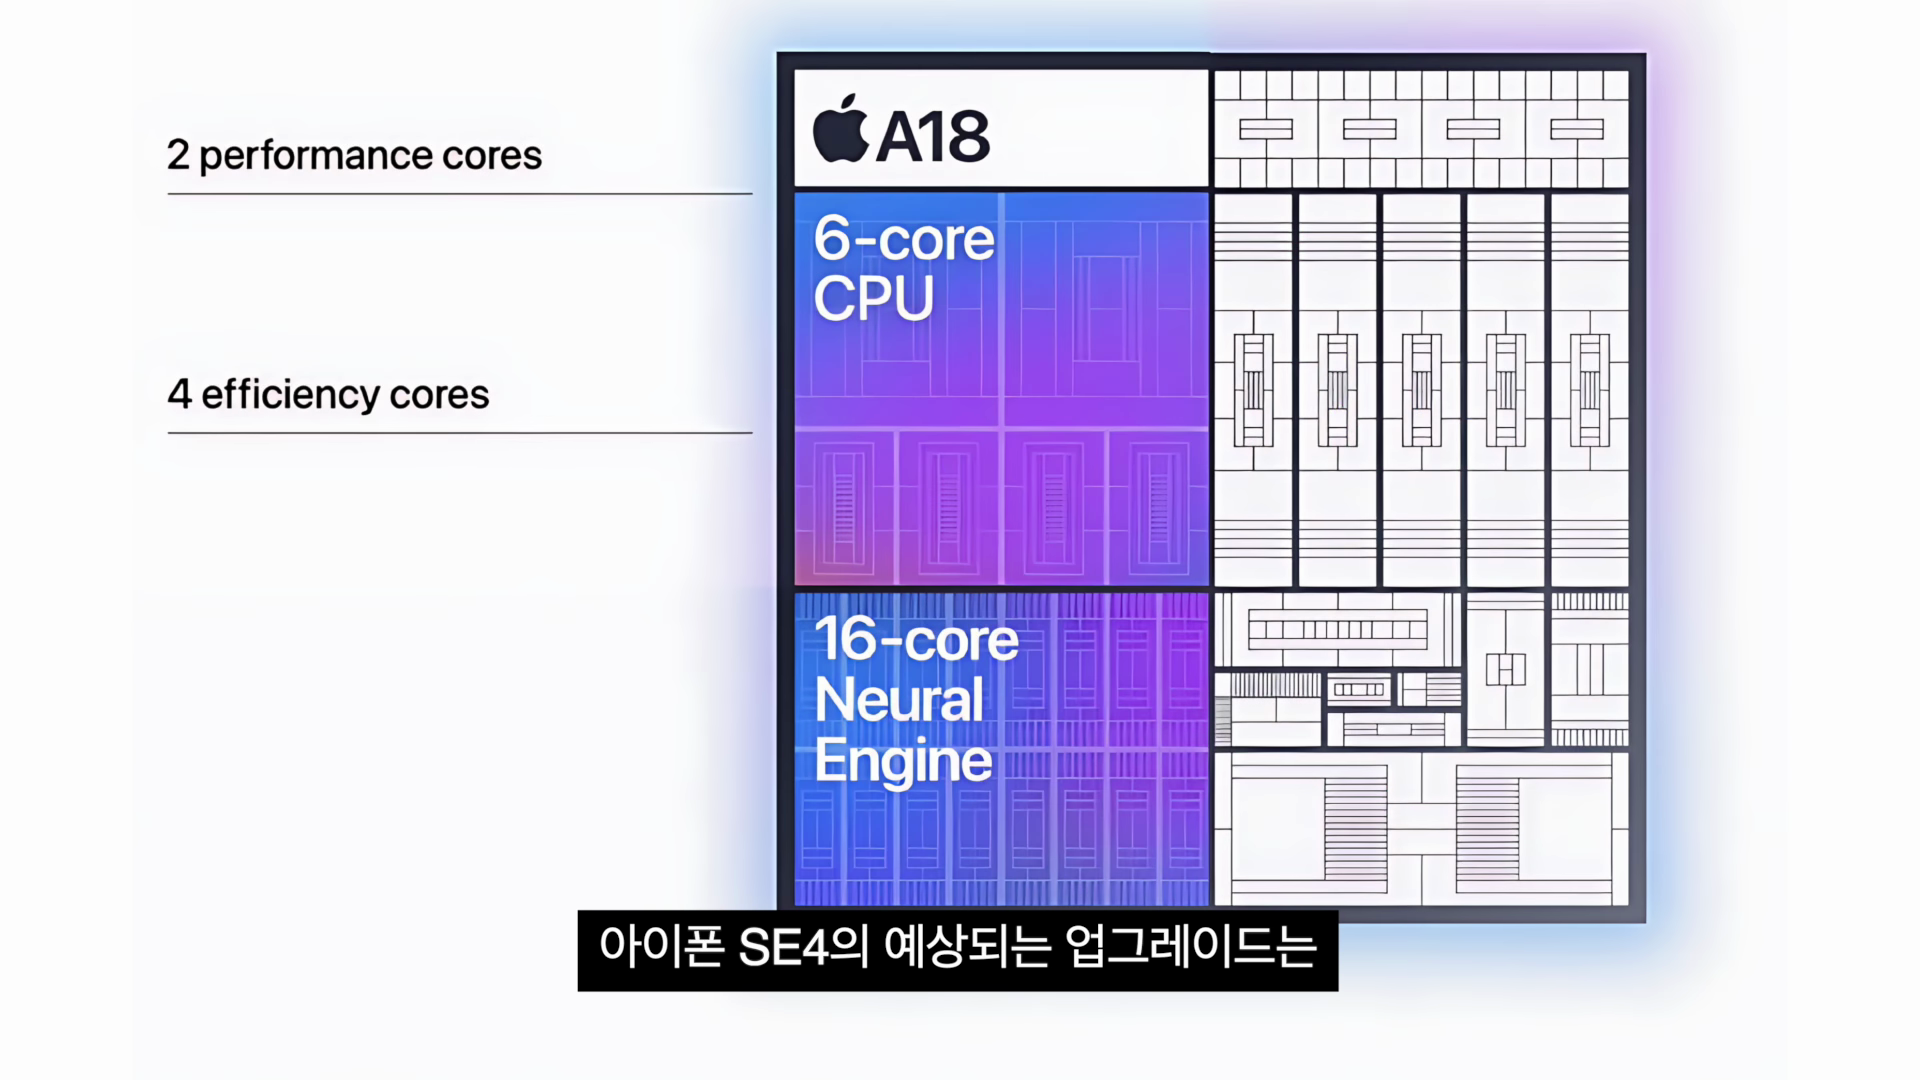 2 performance cores
4 efficiency cores
A18
6-core
CPU
16-core
Neural
Engine
아이폰 SE4의 예상되는 업그레이드는